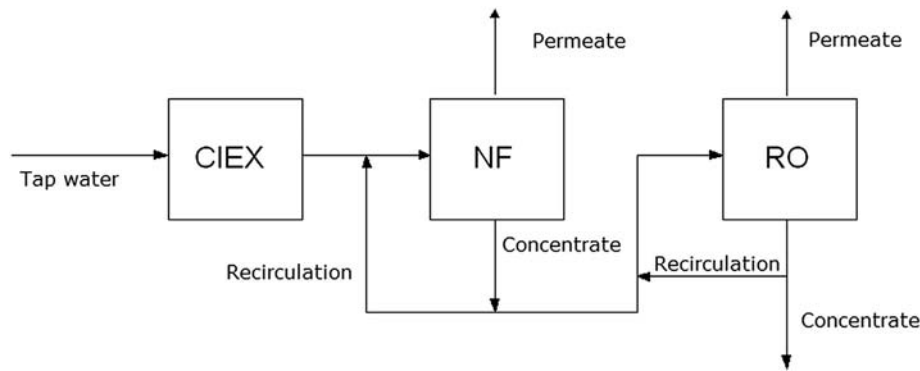 Permeate
Permeate
CIEX
NF
RO
Tap water
Concentrate
Recirculation
Recirculation
Concentrate